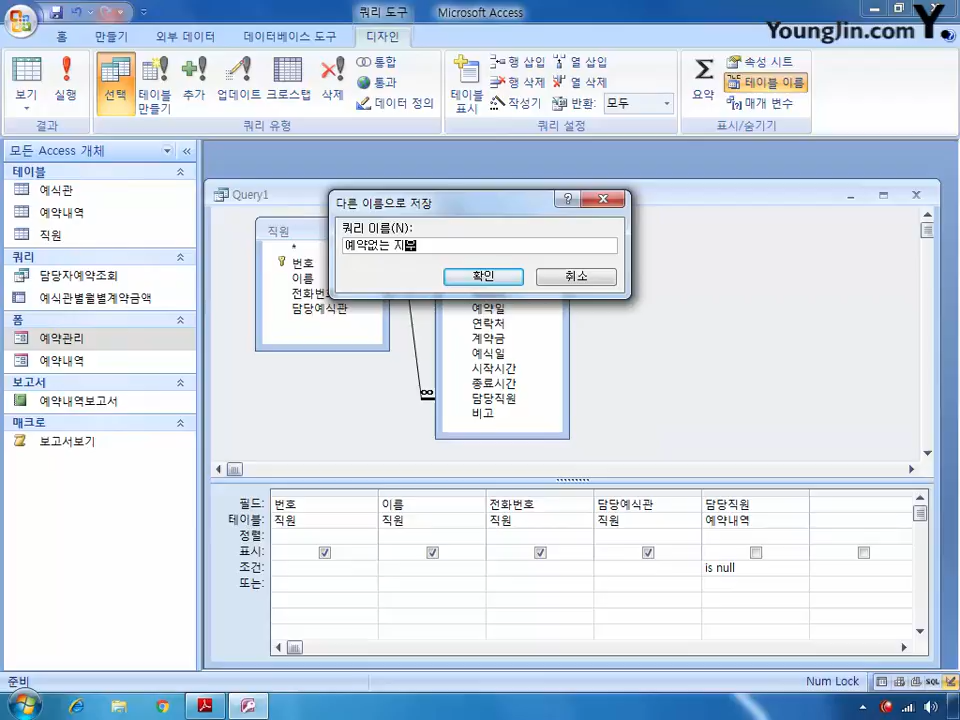 쿼리 도구
Microsoft Access
YoungJin.com Y.
홈
만들기
외부 데이터
데이터베이스 도구
디자인
보기
실행
선택
테이블 만들기
추가
업데이트
크로스탭
삭제
통합
통과
데이터 정의
테이블 표시
행 삽입
행 삭제
작성기
열 삽입
열 삭제
반환:
모두
요약
속성 시트
테이블 이름
매개 변수
결과
쿼리 유형
쿼리 설정
표시/숨기기
모든 Access 개체
테이블
예식관
예약내역
직원
쿼리
담당자예약조회
예식관별월별계약금액
폼
예약관리
예약내역
보고서
예약내역보고서
매크로
보고서보기
Query1
직원
*
번호
이름
전화번호
담당예식관
다른 이름으로 저장
쿼리 이름(N):
예약없는 지우
확인
취소
예약일
연락처
계약금
예식일
시작시간
종료시간
담당직원
비고
필드: 번호 이름 전화번호 담당예식관 담당직원
테이블: 직원 직원 직원 직원 예약내역
정렬:
표시:
조건: is null
또는:
준비
Num Lock
SQL